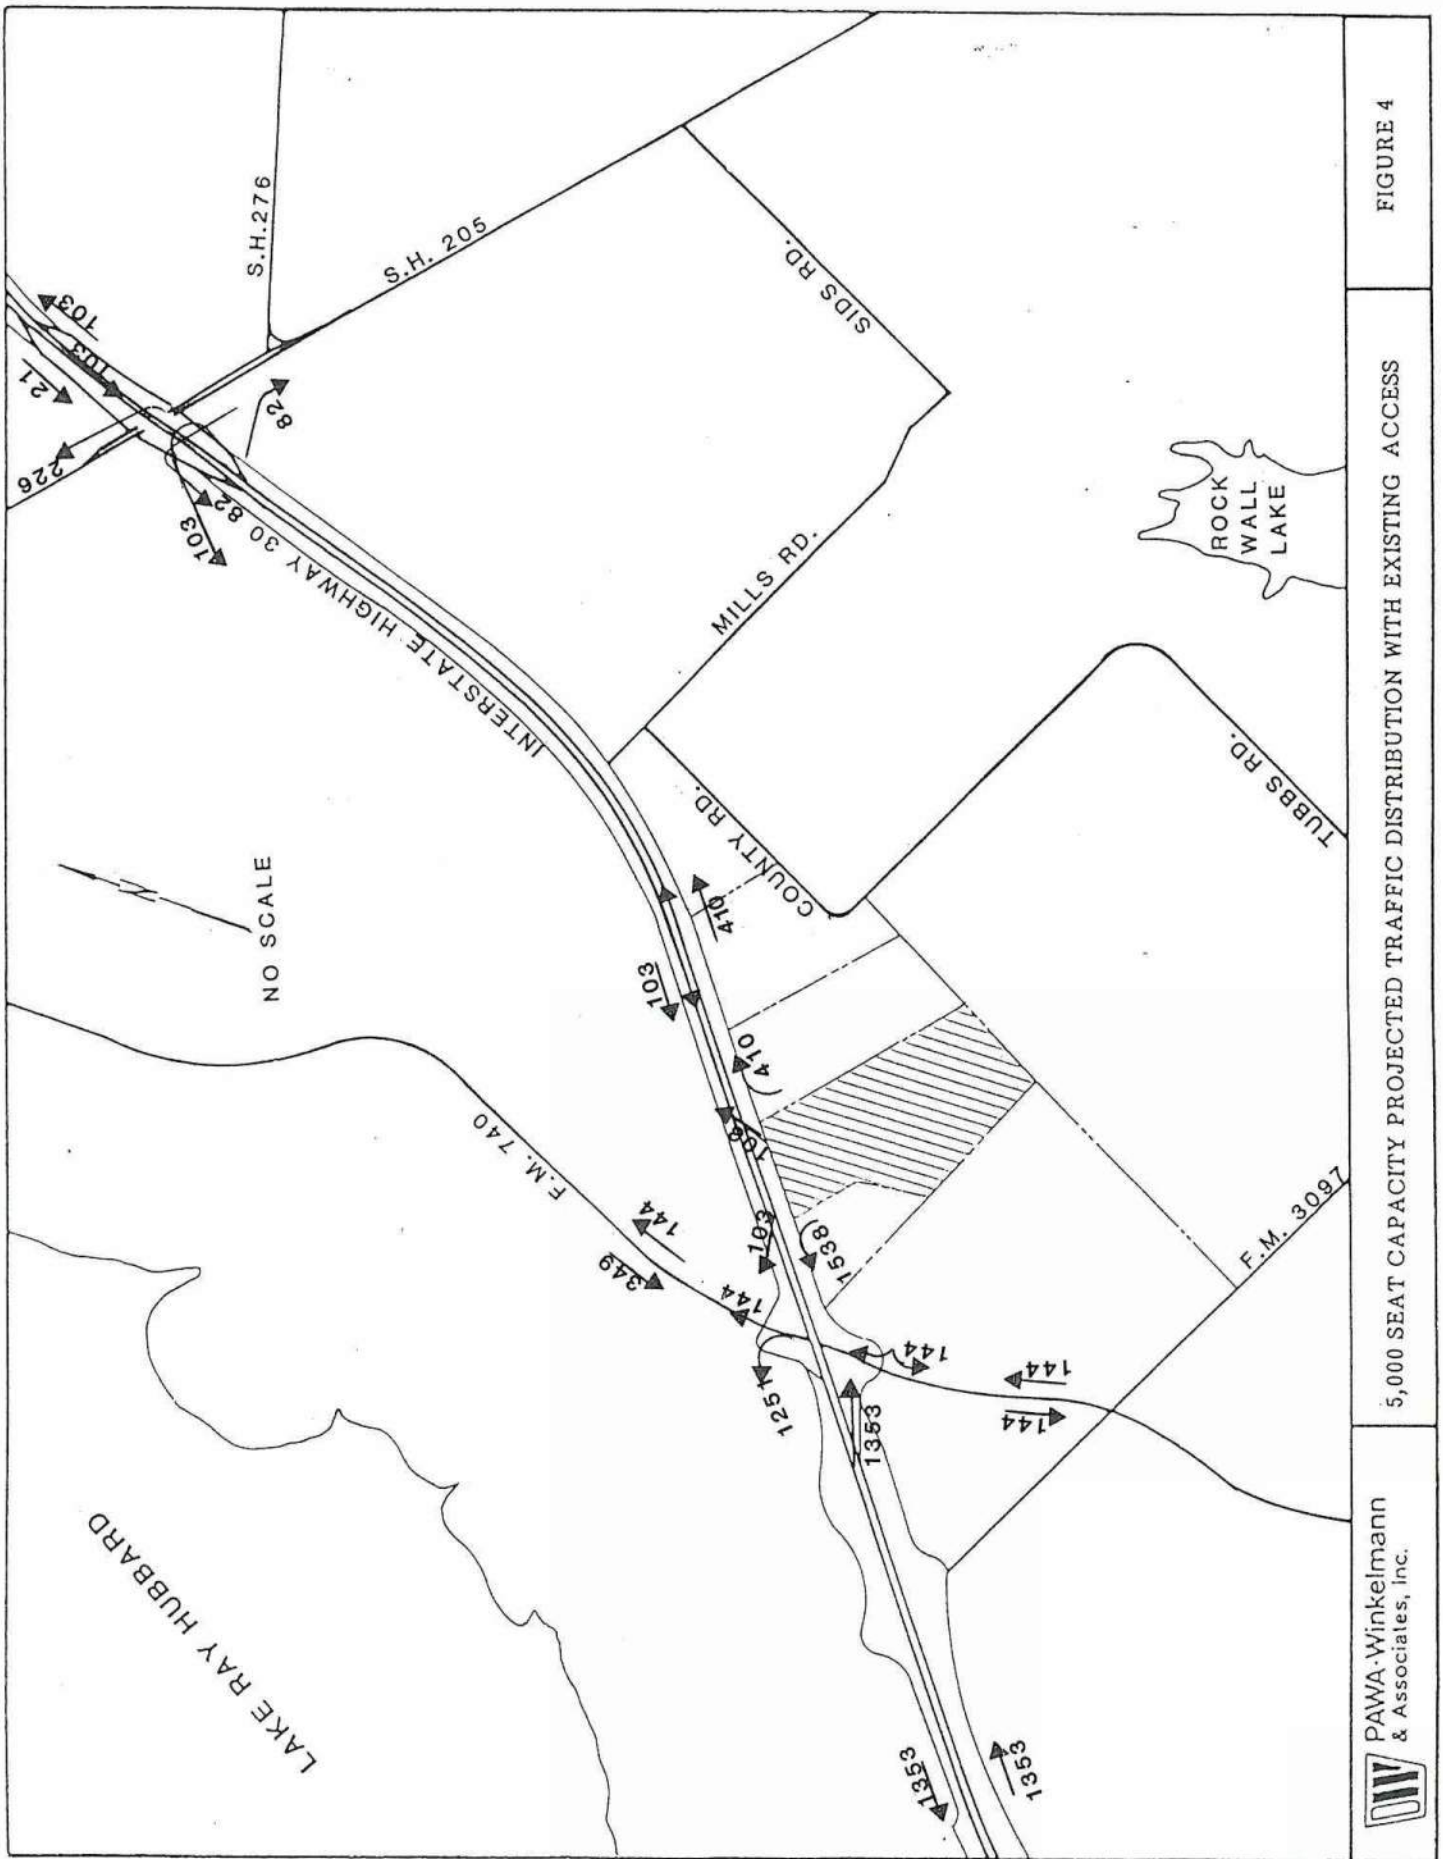 S.H.276
S.H. 205
SIDS RD.
103
103
21
226
82
82
103
INTERSTATE HIGHWAY 30
MILLS RD.
ROCK
WALL
LAKE
COUNTY RD.
TUBBS RD.
N
NO SCALE
410
103
410
103
1538
F.M. 740
144
349
144
1251
144
144
144
1353
F.M. 3097
LAKE RAY HUBBARD
1353
1353
PAWA-Winkelmann
& Associates, Inc.
5,000 SEAT CAPACITY PROJECTED TRAFFIC DISTRIBUTION WITH EXISTING ACCESS
FIGURE 4